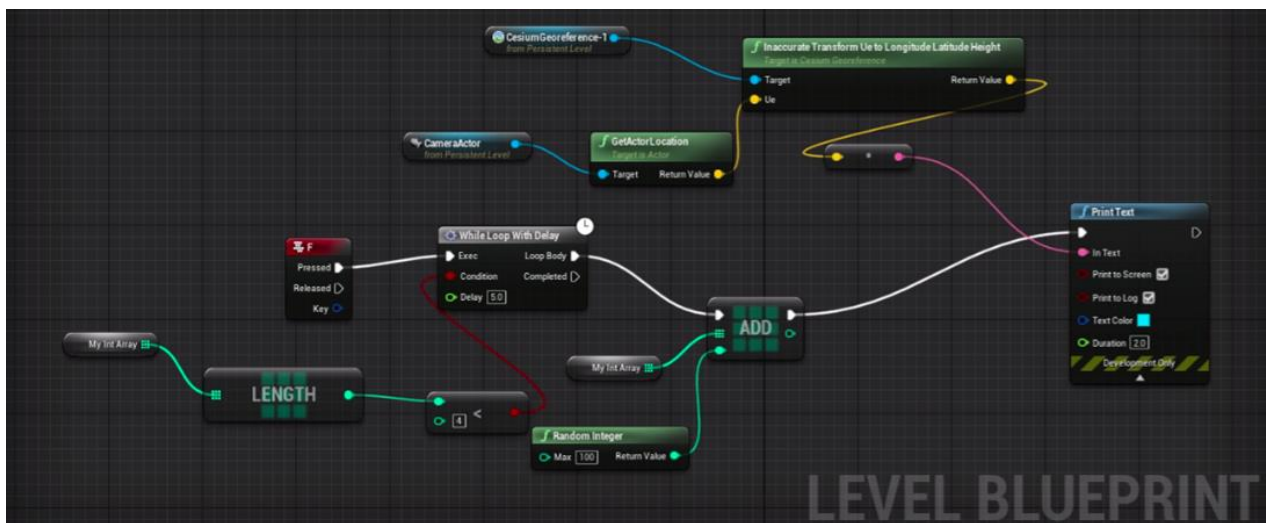 CesiumGeoreference-1
from Persistent Level
Inaccurate Transform Ue to Longitude Latitude Height
Target is Cesium Georeference
Target
Return Value
Ue
CameraActor
from Persistent Level
GetActorLocation
Target is Actor
Target
Return Value
F
Pressed
Released
Key
While Loop With Delay
Exec
Loop Body
Condition
Completed
Delay 5.0
Print Text
In Text
Print to Screen
Print to Log
Text Color
Duration 2.0
Development Only
My Int Array
LENGTH
4 <
My Int Array
ADD
Random Integer
Max 100
Return Value
LEVEL BLUEPRINT